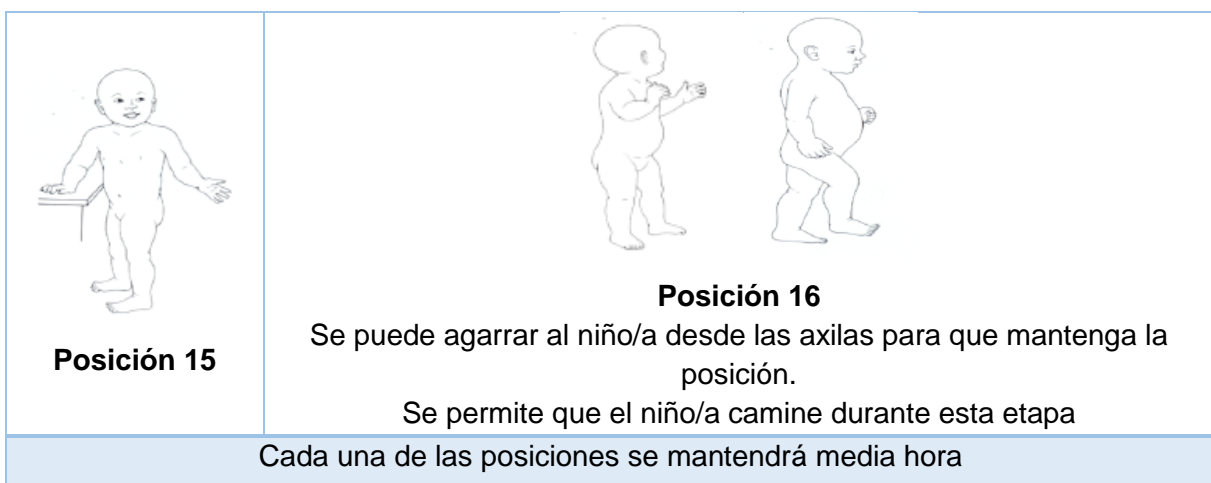 Posición 15
Posición 16
Se puede agarrar al niño/a desde las axilas para que mantenga la
posición.
Se permite que el niño/a camine durante esta etapa
Cada una de las posiciones se mantendrá media hora